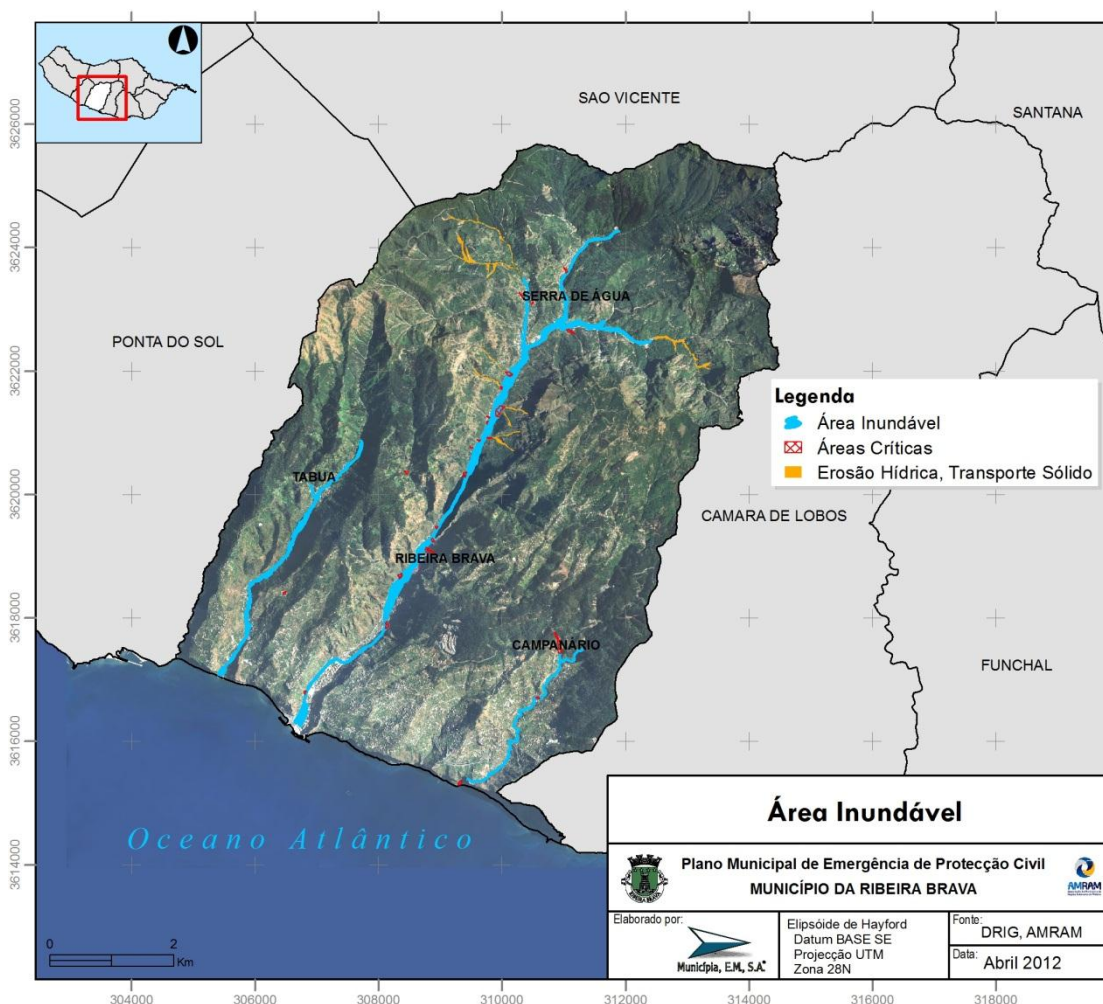 SAO VICENTE
SANTANA
PONTA DO SOL
SERRA DE ÁGUA
TABUA
RIBEIRA BRAVA
CAMPANÁRIO
CAMARA DE LOBOS
FUNCHAL
Legenda
Área Inundável
Áreas Críticas
Erosão Hídrica, Transporte Sólido
Oceano Atlântico
3626000
3624000
3622000
3620000
3618000
3616000
3614000
0 2
Km
Área Inundável
Plano Municipal de Emergência de Protecção Civil
MUNICÍPIO DA RIBEIRA BRAVA
AMRAM
Elaborado por:
Municípia, E.M., S.A.
Elipsóide de Hayford
Datum BASE SE
Projecção UTM
Zona 28N
Fonte:
DRIG, AMRAM
Data: Abril 2012
304000 306000 308000 310000 312000 314000 316000 318000